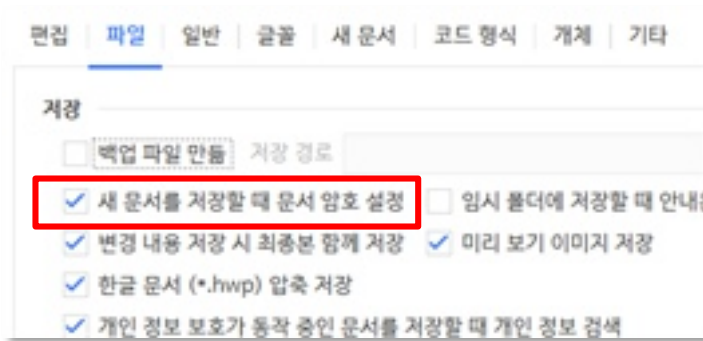 편집 파일 일반 글꼴 새 문서 코드 형식 개체 기타
저장
백업 파일 만듦 저장 경로
새 문서를 저장할 때 문서 암호 설정 임시 폴더에 저장할 때 안내
변경 내용 저장 시 최종본 함께 저장 미리 보기 이미지 저장
한글 문서 (*.hwp) 압축 저장
개인 정보 보호가 동작 중인 문서를 저장할 때 개인 정보 검색